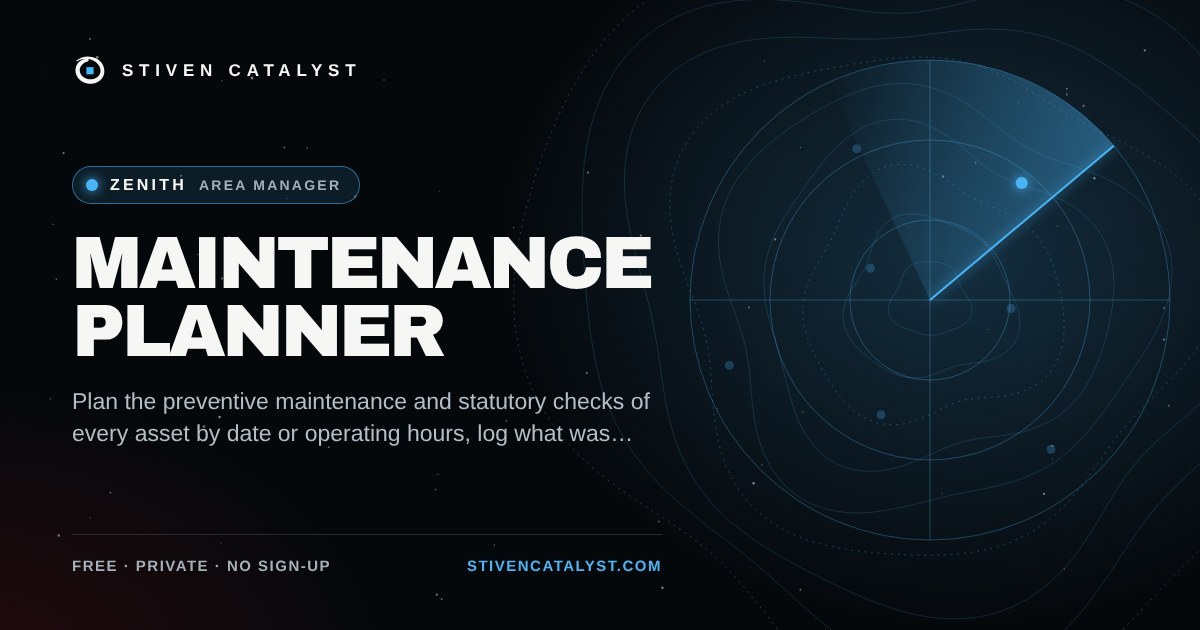 STIVEN CATALYST
ZENITH AREA MANAGER
MAINTENANCE
PLANNER
Plan the preventive maintenance and statutory checks of
every asset by date or operating hours, log what was…
FREE · PRIVATE · NO SIGN-UP
STIVENCATALYST.COM